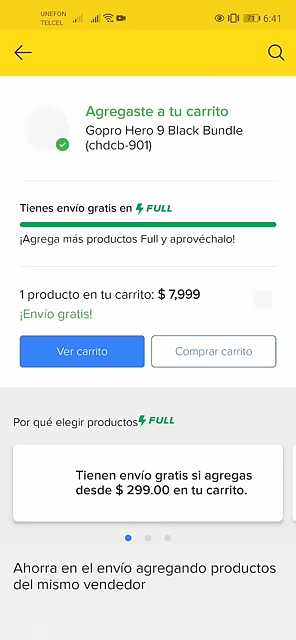 UNEFON
TELCEL
71
6:41
Agregaste a tu carrito
Gopro Hero 9 Black Bundle
(chdcb-901)
Tienes envío gratis en FULL
¡Agrega más productos Full y aprovéchalo!
1 producto en tu carrito: $ 7,999
¡Envío gratis!
Ver carrito
Comprar carrito
Por qué elegir productos FULL
Tienen envío gratis si agregas
desde $ 299.00 en tu carrito.
Ahorra en el envío agregando productos
del mismo vendedor